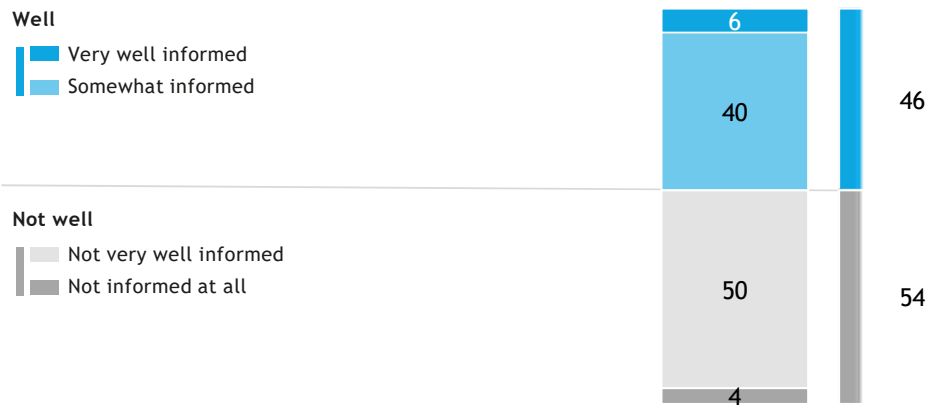 Well
Very well informed
Somewhat informed
6
40
46
Not well
Not very well informed
Not informed at all
50
54
4